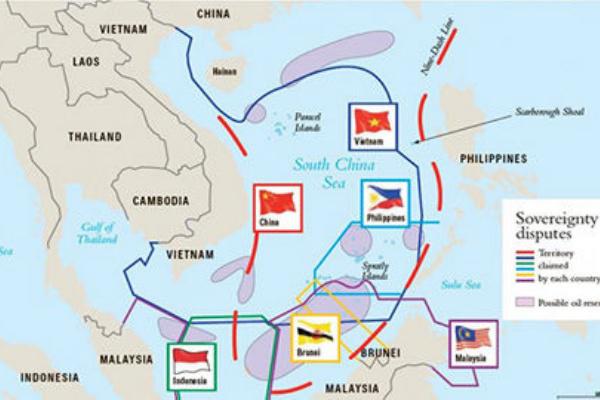 CHINA
VIETNAM
Nine-Dash Line
LAOS
Hainan
Paracel
Islands
Scarborough Shoal
Vietnam
THAILAND
South China
Sea
PHILIPPINES
CAMBODIA
China
Philippines
Sovereignty
disputes
Gulf of
Thailand
Sea
VIETNAM
Territory
claimed
by each country
Spratly
Islands
Sulu Sea
Possible oil
Brunei
BRUNEI
Malaysia
MALAYSIA
INDONESIA
Indonesia
MALAYSIA